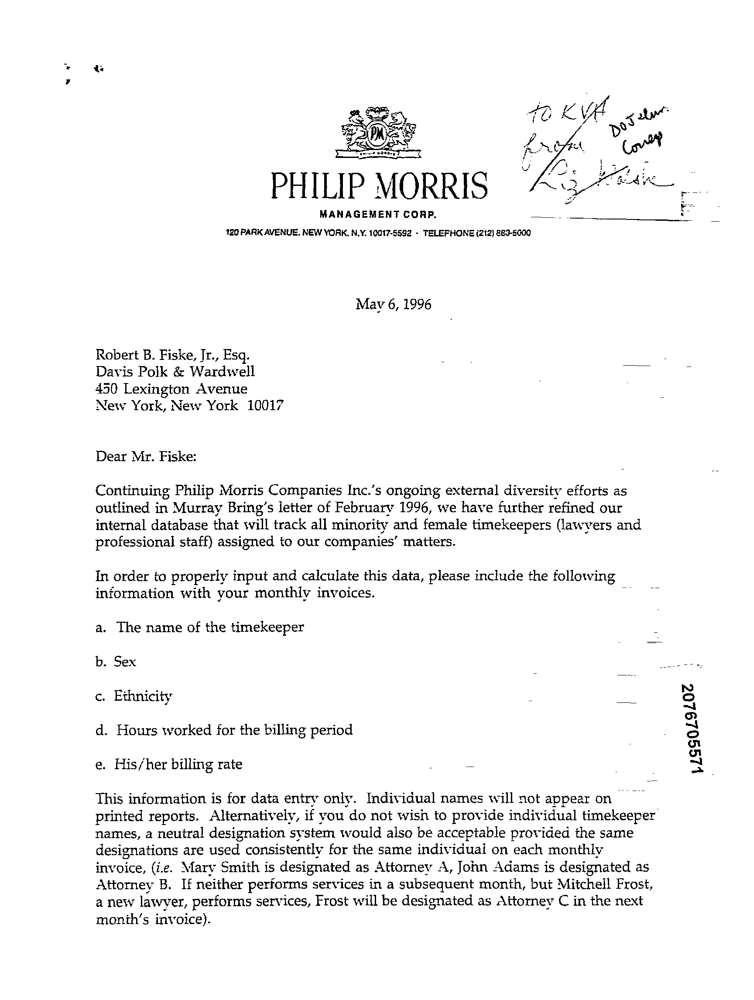 TO KVA
from
Liz Walsh
PM
PHILIP MORRIS
MANAGEMENT CORP.
120 PARK AVENUE, NEW YORK, N.Y. 10017-5592 · TELEPHONE (212) 883-5000
May 6, 1996
Robert B. Fiske, Jr., Esq.
Davis Polk & Wardwell
450 Lexington Avenue
New York, New York 10017
Dear Mr. Fiske:
Continuing Philip Morris Companies Inc.'s ongoing external diversity efforts as
outlined in Murray Bring's letter of February 1996, we have further refined our
internal database that will track all minority and female timekeepers (lawyers and
professional staff) assigned to our companies' matters.
In order to properly input and calculate this data, please include the following
information with your monthly invoices.
a. The name of the timekeeper
b. Sex
c. Ethnicity
d. Hours worked for the billing period
e. His/her billing rate
This information is for data entry only. Individual names will not appear on
printed reports. Alternatively, if you do not wish to provide individual timekeeper
names, a neutral designation system would also be acceptable provided the same
designations are used consistently for the same individual on each monthly
invoice, (i.e. Mary Smith is designated as Attorney A, John Adams is designated as
Attorney B. If neither performs services in a subsequent month, but Mitchell Frost,
a new lawyer, performs services, Frost will be designated as Attorney C in the next
month's invoice).
2076705571